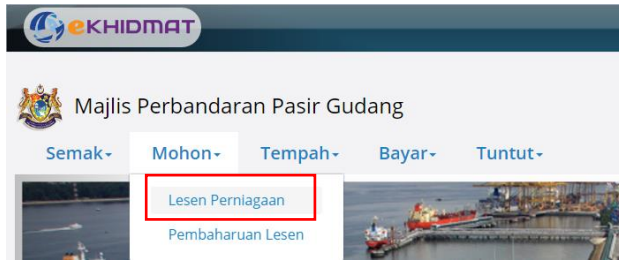 eKHIDMAT
Majlis Perbandaran Pasir Gudang
Semak Mohon Tempah Bayar Tuntut
Lesen Perniagaan
Pembaharuan Lesen